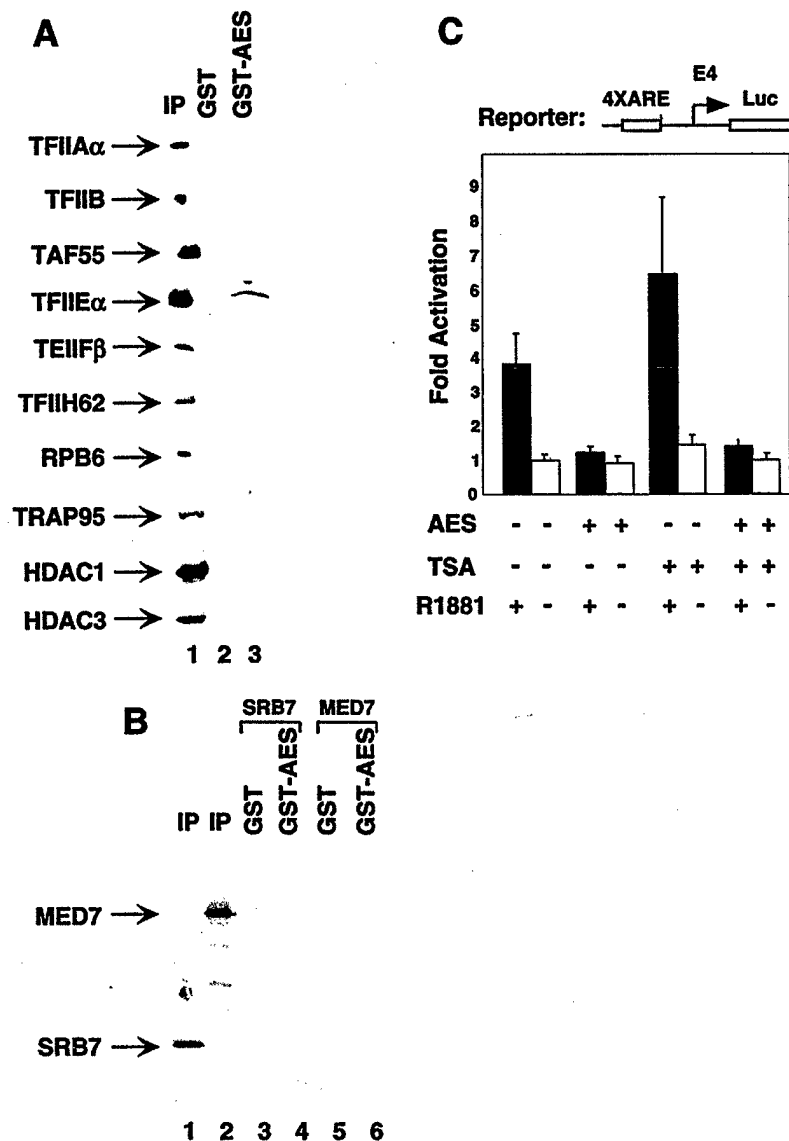 A
IP GST GST-AES
TFIIAα
TFIIB
TAF55
TFIIEα
TEIIFβ
TFIIH62
RPB6
TRAP95
HDAC1
HDAC3
1 2 3
C
E4
4XARE Luc
Reporter:
Fold Activation
9
8
7
6
5
4
3
2
1
0
AES - - + + - - + +
TSA - - - - + + + +
R1881 + - + - + - + -
B
SRB7 MED7
IP IP GST GST-AES GST GST-AES
MED7
SRB7
1 2 3 4 5 6